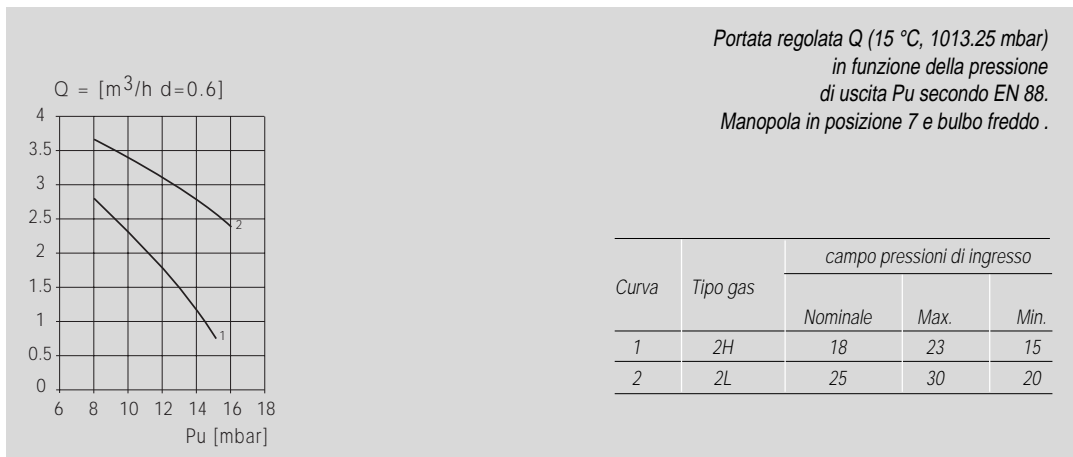 Portata regolata Q (15 °C, 1013.25 mbar)
in funzione della pressione
di uscita Pu secondo EN 88.
Manopola in posizione 7 e bulbo freddo .
Q = [m3/h d=0.6]
4
3.5
3
2.5
2
1.5
1
0.5
0
2
1
6 8 10 12 14 16 18
Pu [mbar]
campo pressioni di ingresso
Curva Tipo gas
Nominale Max. Min.
1 2H 18 23 15
2 2L 25 30 20